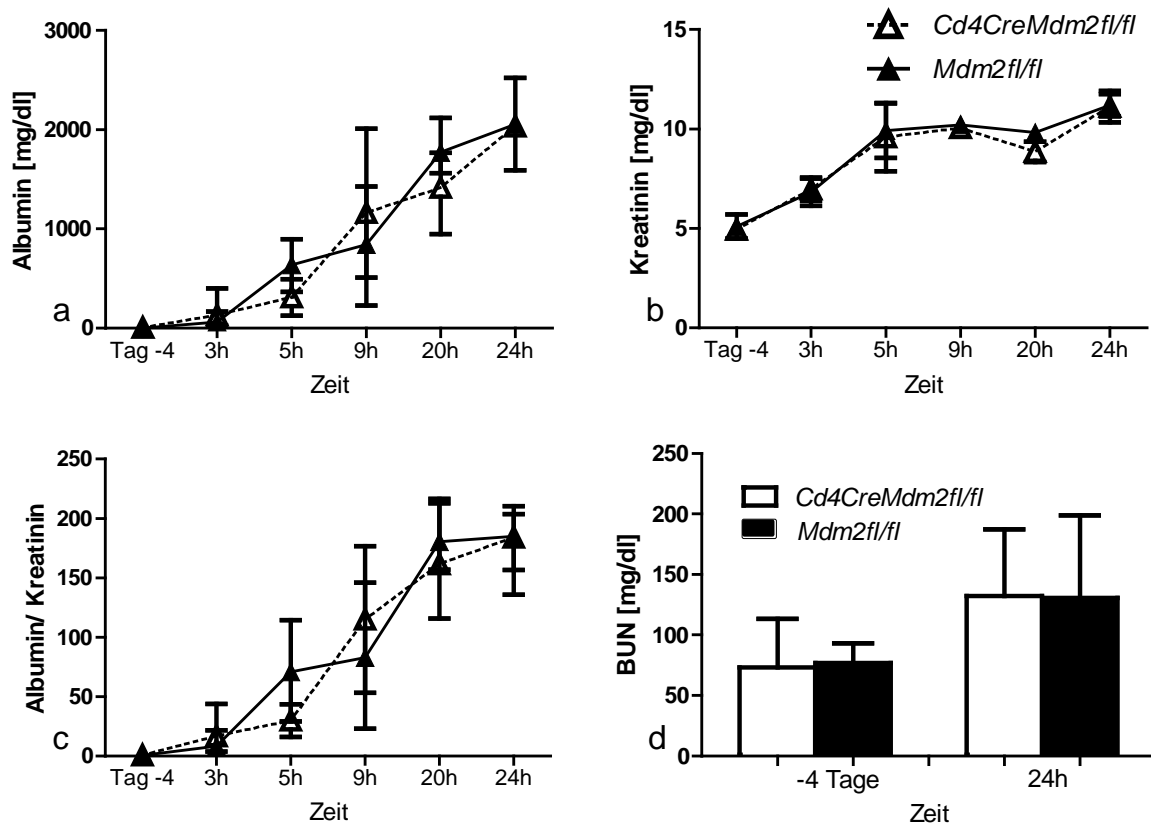 3000
2000
1000
0
Albumin [mg/dl]
a
Tag -4 3h 5h 9h 20h 24h
Zeit
Cd4CreMdm2fl/fl
Mdm2fl/fl
15
10
5
0
Kreatinin [mg/dl]
b
Tag -4 3h 5h 9h 20h 24h
Zeit
250
200
150
100
50
0
Albumin/ Kreatinin
c
Tag -4 3h 5h 9h 20h 24h
Zeit
Cd4CreMdm2fl/fl
Mdm2fl/fl
250
200
150
100
50
0
BUN [mg/dl]
d
-4 Tage 24h
Zeit